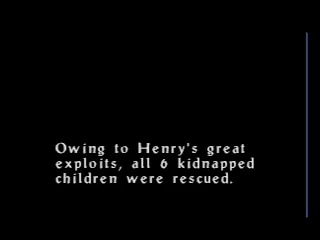 Owing to Henry's great
exploits, all 6 kidnapped
children were rescued.